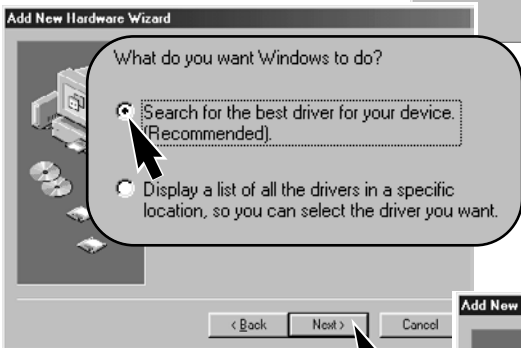 Add New Hardware Wizard
What do you want Windows to do?
Search for the best driver for your device.
(Recommended).
Display a list of all the drivers in a specific
location, so you can select the driver you want.
< Back
Next >
Cancel
Add New